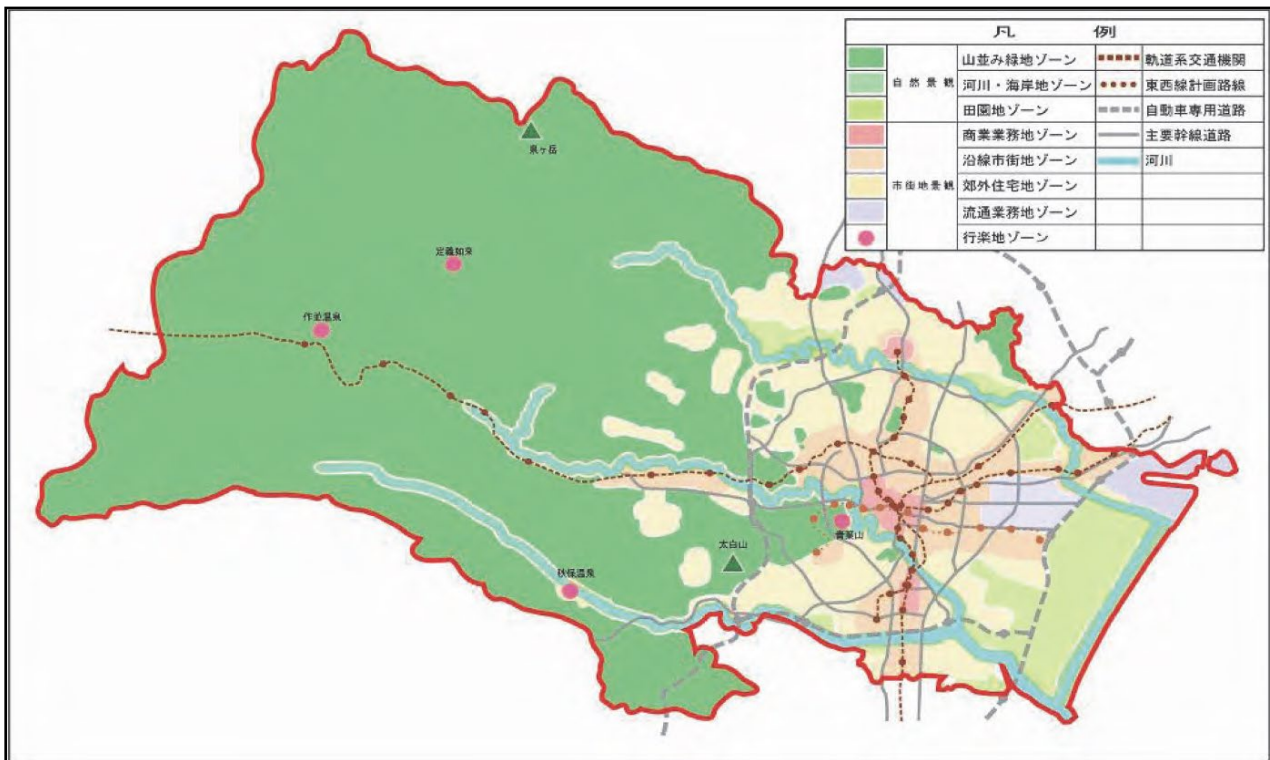 凡 例
自然景観
山並み緑地ゾーン
軌道系交通機関
河川・海岸地ゾーン
東西線計画路線
田園地ゾーン
自動車専用道路
市街地景観
商業業務地ゾーン
主要幹線道路
沿線市街地ゾーン
河川
郊外住宅地ゾーン
流通業務地ゾーン
行楽地ゾーン
泉ヶ岳
定義如来
作並温泉
青葉山
太白山
秋保温泉